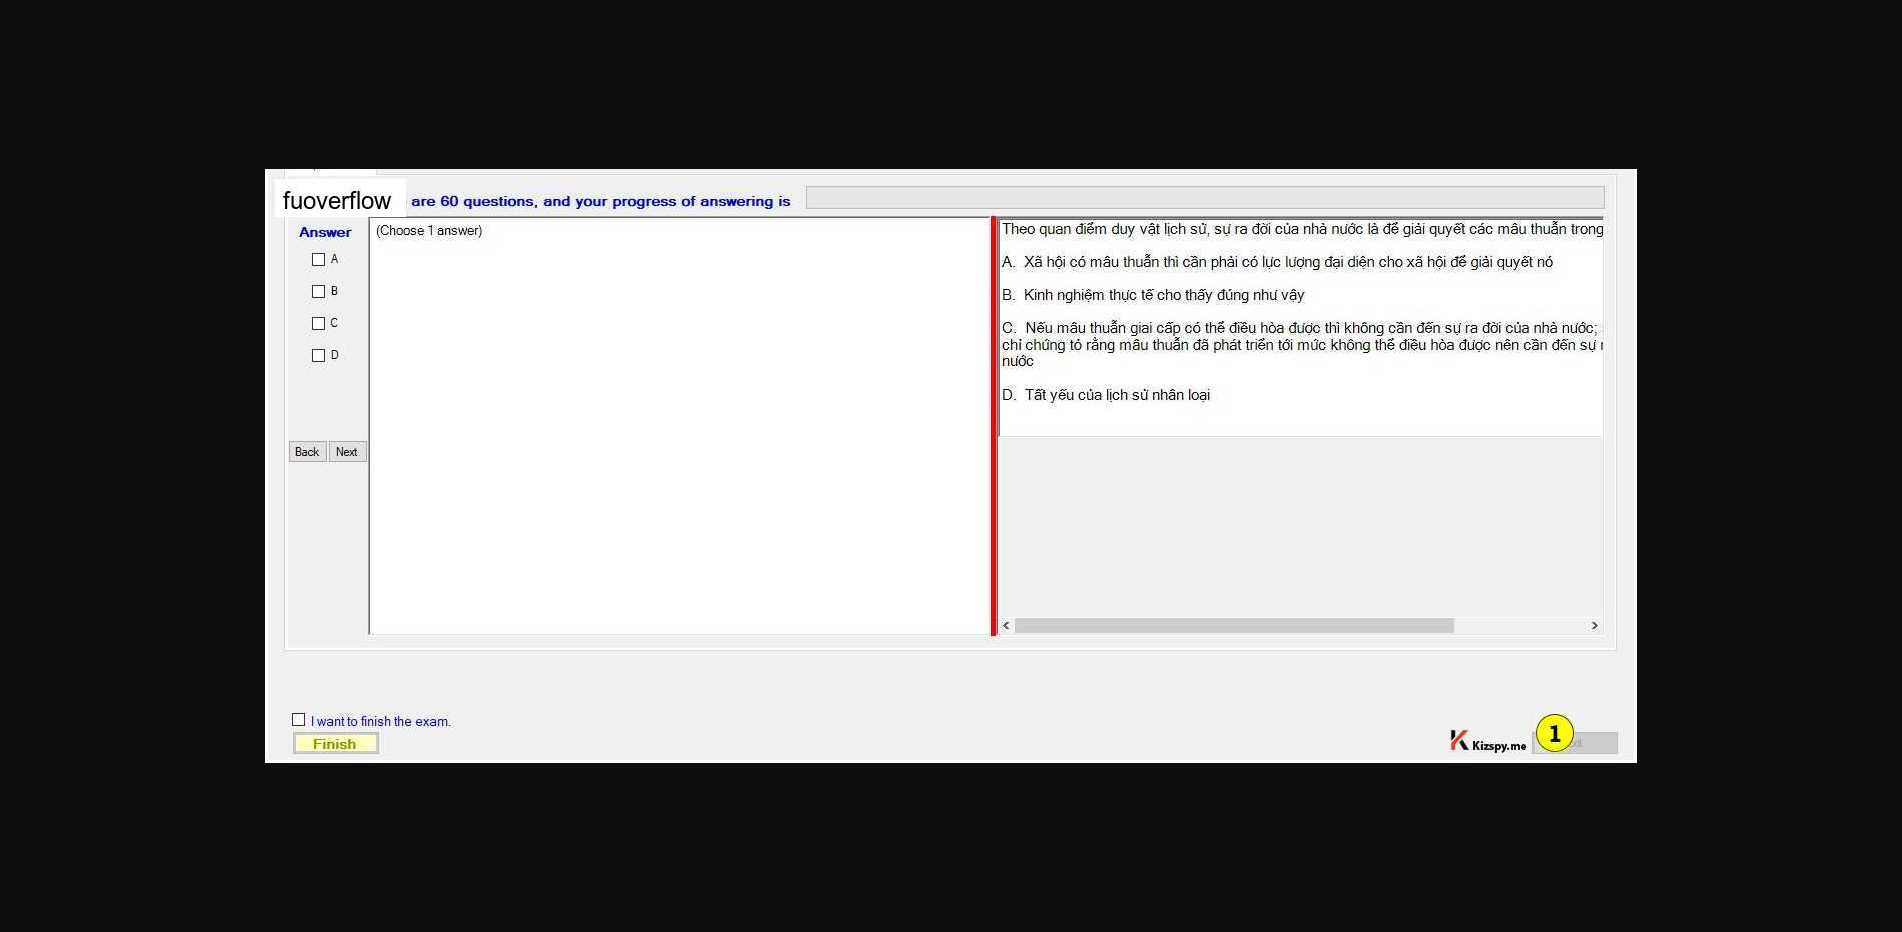 fuoverflow are 60 questions, and your progress of answering is
Answer
A
B
C
D
Back Next
(Choose 1 answer)
Theo quan điểm duy vật lịch sử, sự ra đời của nhà nước là để giải quyết các mâu thuẫn trong
A. Xã hội có mâu thuẫn thì cần phải có lực lượng đại diện cho xã hội để giải quyết nó
B. Kinh nghiệm thực tế cho thấy đúng như vậy
C. Nếu mâu thuẫn giai cấp có thể điều hòa được thì không cần đến sự ra đời của nhà nước;
chỉ chứng tỏ rằng mâu thuẫn đã phát triển tới mức không thể điều hòa được nên cần đến sự
nước
D. Tất yếu của lịch sử nhân loại
I want to finish the exam.
Finish
Kizspy.me
1